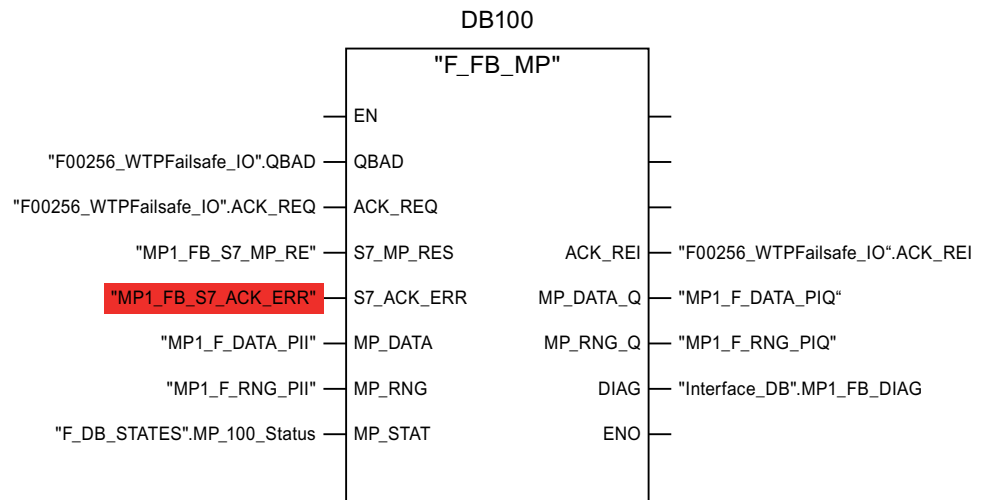 DB100
"F_FB_MP"
EN
"F00256_WTPFailsafe_IO".QBAD QBAD
"F00256_WTPFailsafe_IO".ACK_REQ ACK_REQ
"MP1_FB_S7_MP_RE" S7_MP_RES ACK_REI "F00256_WTPFailsafe_IO“.ACK_REI
"MP1_FB_S7_ACK_ERR" S7_ACK_ERR MP_DATA_Q "MP1_F_DATA_PIQ“
"MP1_F_DATA_PII" MP_DATA MP_RNG_Q "MP1_F_RNG_PIQ"
"MP1_F_RNG_PII" MP_RNG DIAG "Interface_DB".MP1_FB_DIAG
"F_DB_STATES".MP_100_Status MP_STAT ENO